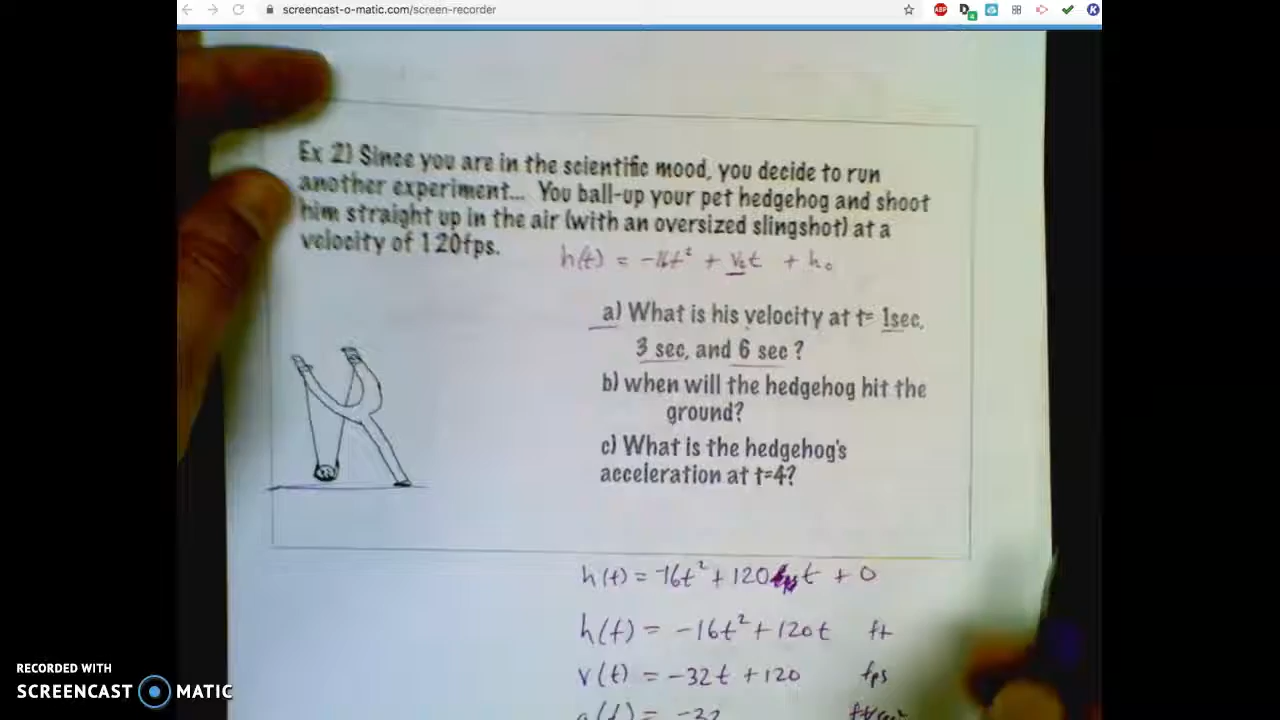 screencast-o-matic.com/screen-recorder
Ex 2) Since you are in the scientific mood, you decide to run
another experiment... You ball-up your pet hedgehog and shoot
him straight up in the air (with an oversized slingshot) at a
velocity of 120fps.
h(t) = -16t² + v₀t + h₀
a) What is his velocity at t= 1sec,
3 sec, and 6 sec?
b) when will the hedgehog hit the
ground?
c) What is the hedgehog's
acceleration at t=4?
h(t) = -16t² + 120 t + 0
h(t) = -16t² + 120t ft
v(t) = -32t + 120 fps
a(t) = -32
RECORDED WITH
SCREENCAST MATIC